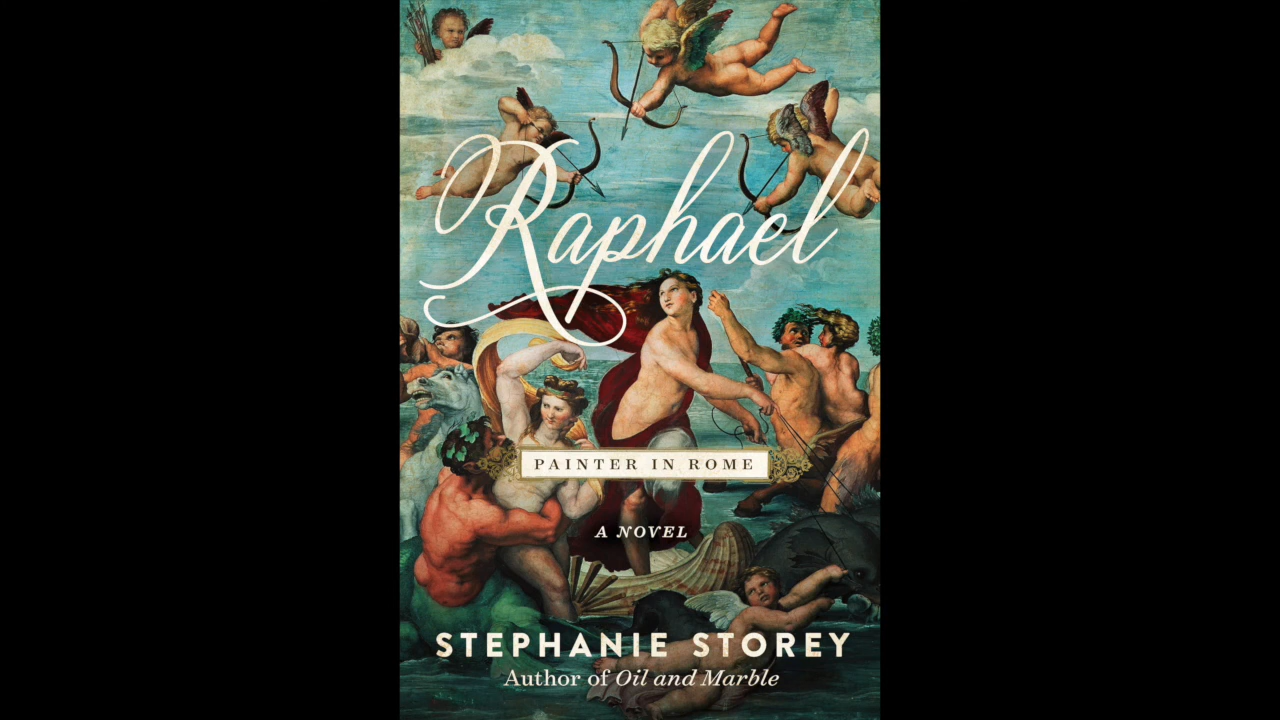 Raphael
PAINTER IN ROME
A NOVEL
STEPHANIE STOREY
Author of Oil and Marble